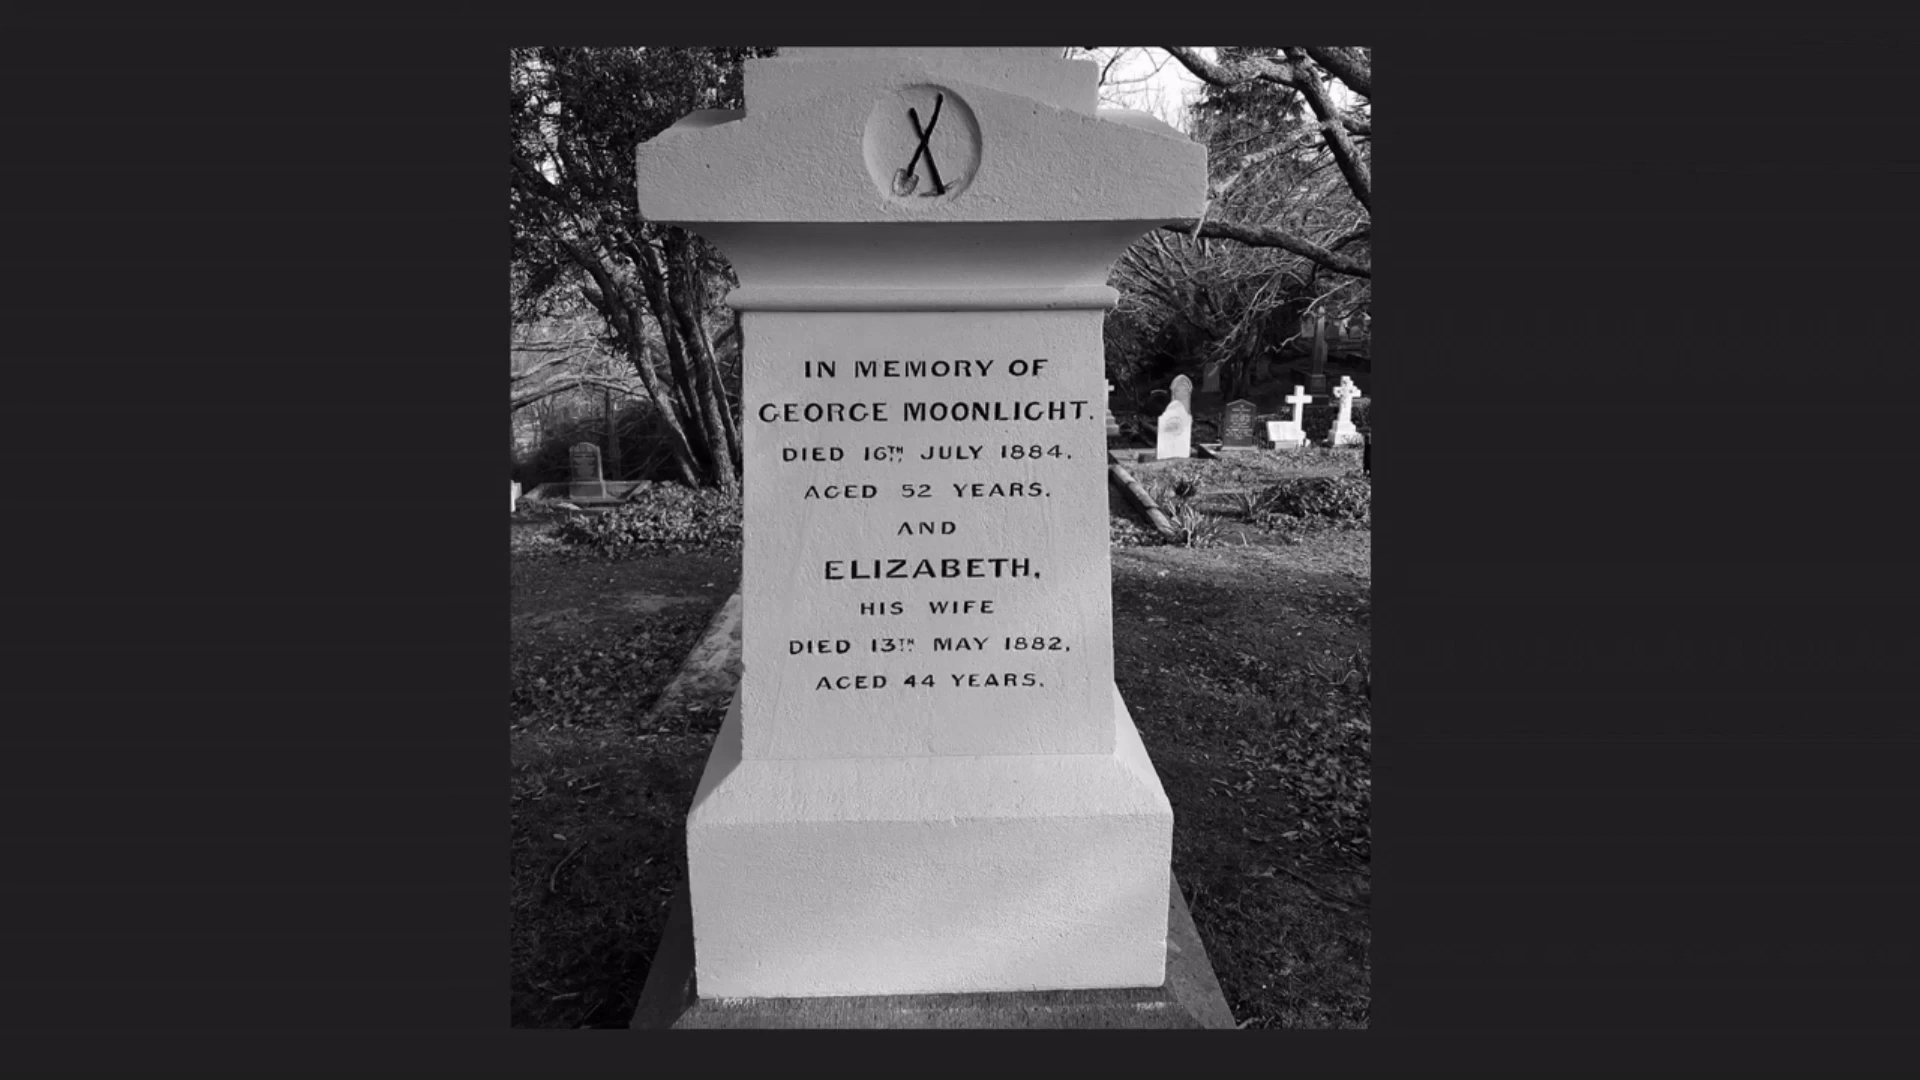 IN MEMORY OF
GEORGE MOONLIGHT.
DIED 16TH JULY 1884.
AGED 52 YEARS.
AND
ELIZABETH,
HIS WIFE
DIED 13TH MAY 1882,
AGED 44 YEARS.